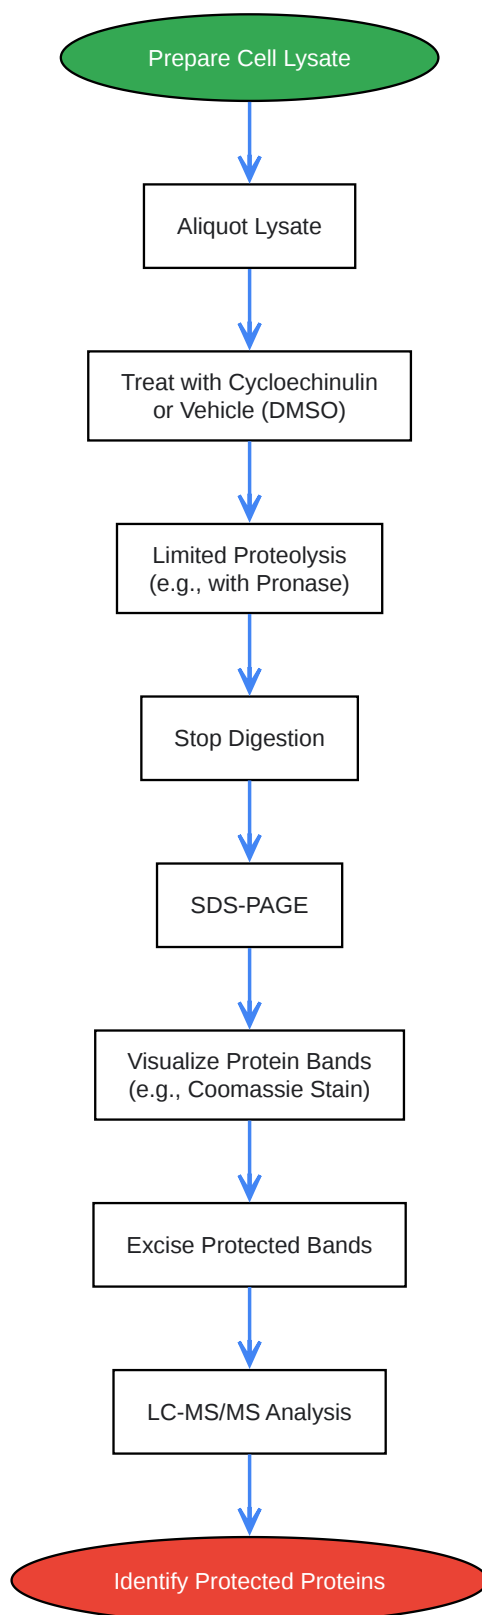 Prepare Cell Lysate
Aliquot Lysate
Treat with Cycloechinulin
or Vehicle (DMSO)
Limited Proteolysis
(e.g., with Pronase)
Stop Digestion
SDS-PAGE
Visualize Protein Bands
(e.g., Coomassie Stain)
Excise Protected Bands
LC-MS/MS Analysis
Identify Protected Proteins